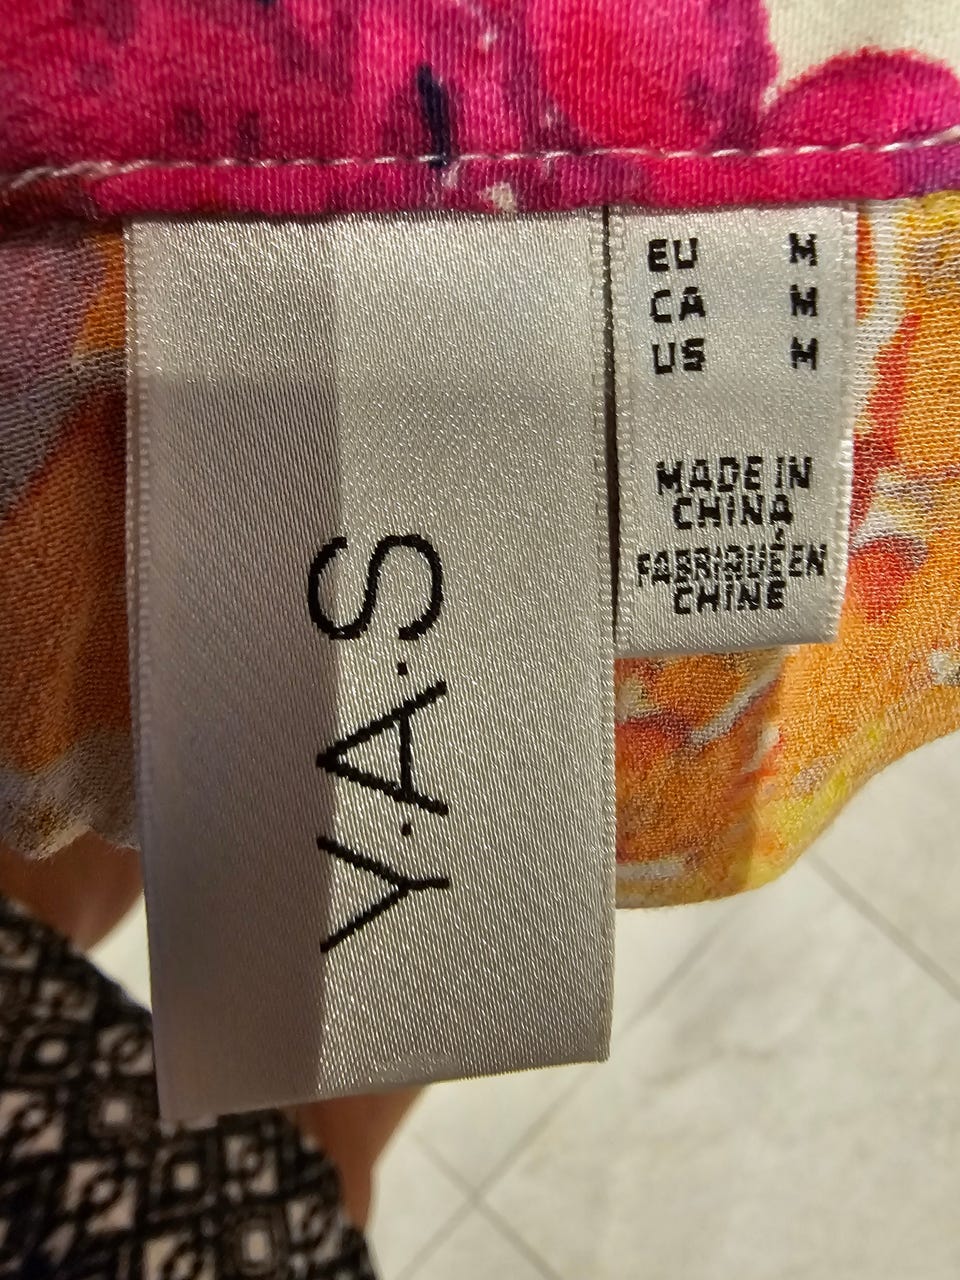 Y.A.S
EU M
CA M
US M
MADE IN
CHINA
FABRIQUÉ EN
CHINE